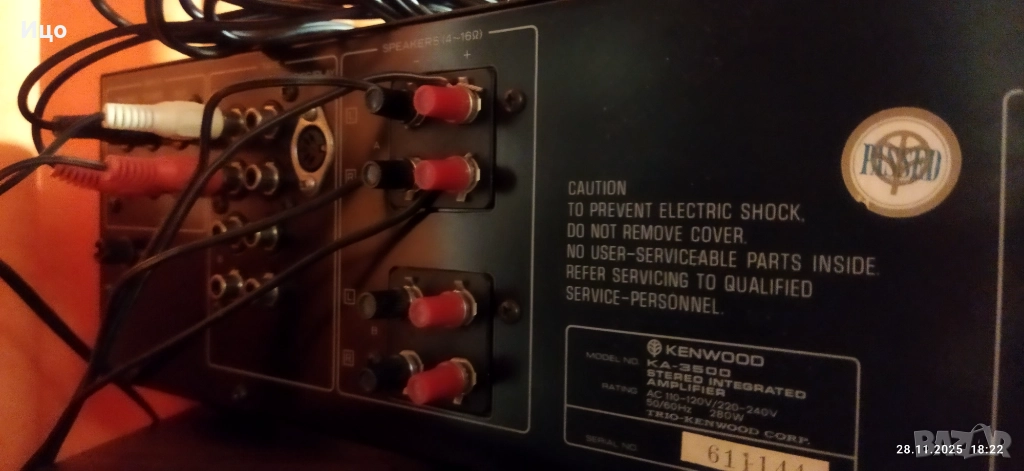 Ицо
SPEAKERS (4~16Ω)
- +
L
A
R
L
B
R
PASSED
CAUTION
TO PREVENT ELECTRIC SHOCK,
DO NOT REMOVE COVER.
NO USER-SERVICEABLE PARTS INSIDE.
REFER SERVICING TO QUALIFIED
SERVICE-PERSONNEL.
KENWOOD
MODEL NO. KA-3500
STEREO INTEGRATED
AMPLIFIER
RATING AC 110-120V/220-240V
50/60Hz 280W
TRIO-KENWOOD CORP.
SERIAL NO. 611144
BAZAR
28.11.2025 18:22